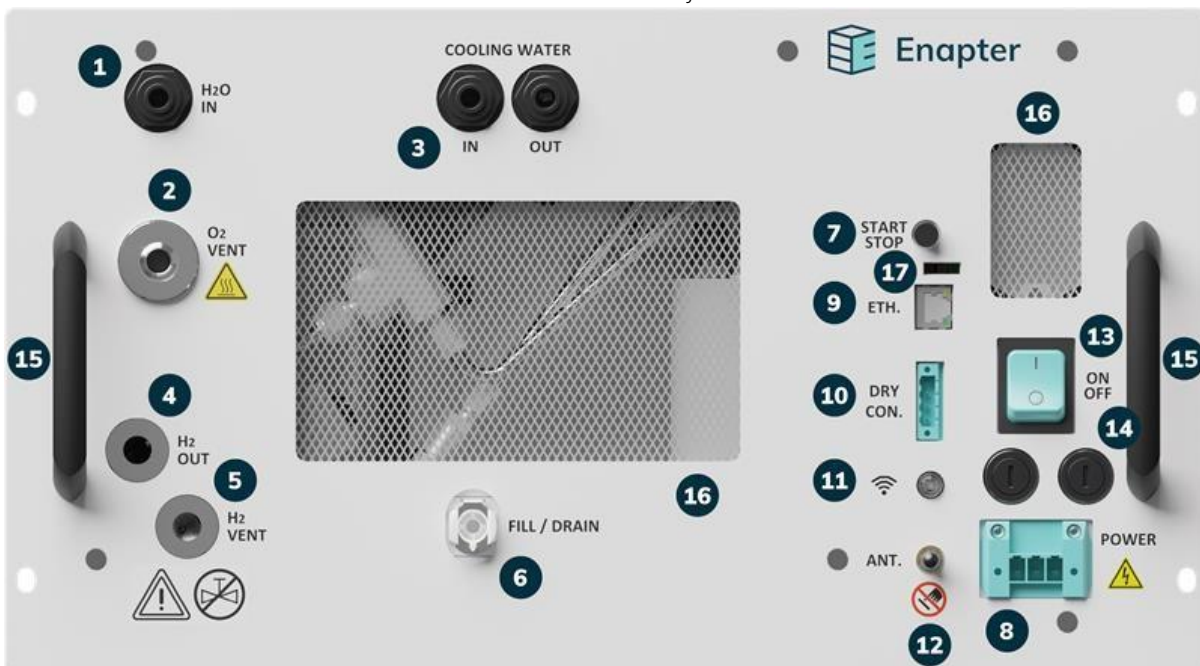 1
H2O
IN
COOLING WATER
3
IN
OUT
Enapter
16
2
O2
VENT
7
START
STOP
17
9
ETH.
15
13
ON
OFF
15
4
H2
OUT
10
DRY
CON.
14
5
H2
VENT
16
11
FILL / DRAIN
6
ANT.
POWER
12
8